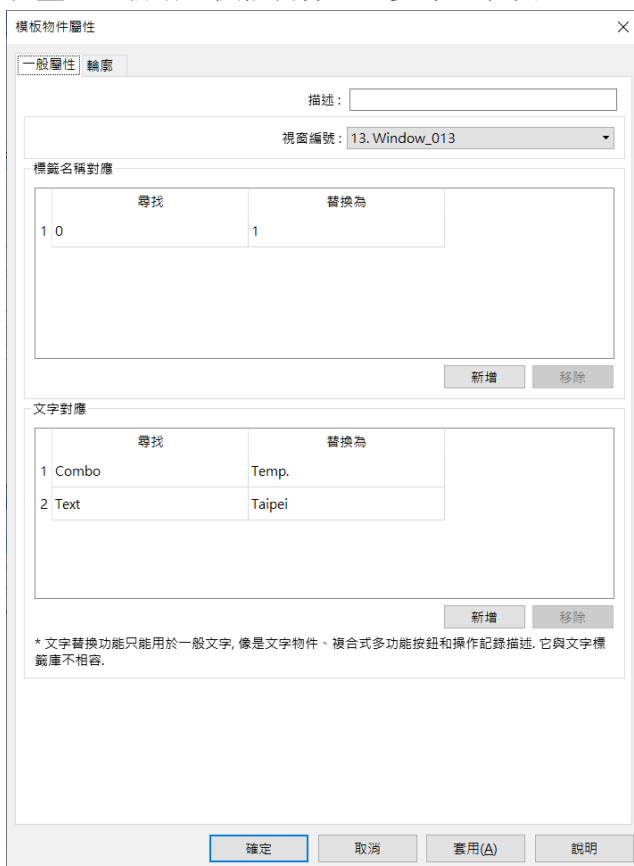 模板物件屬性
一般屬性 輪廓
描述 :
視窗編號 : 13. Window_013
標籤名稱對應
尋找 替換為
1 0 1
新增 移除
文字對應
尋找 替換為
1 Combo Temp.
2 Text Taipei
新增 移除
* 文字替換功能只能用於一般文字, 像是文字物件、複合式多功能按鈕和操作記錄描述. 它與文字標
籤庫不相容.
確定 取消 套用(A) 說明